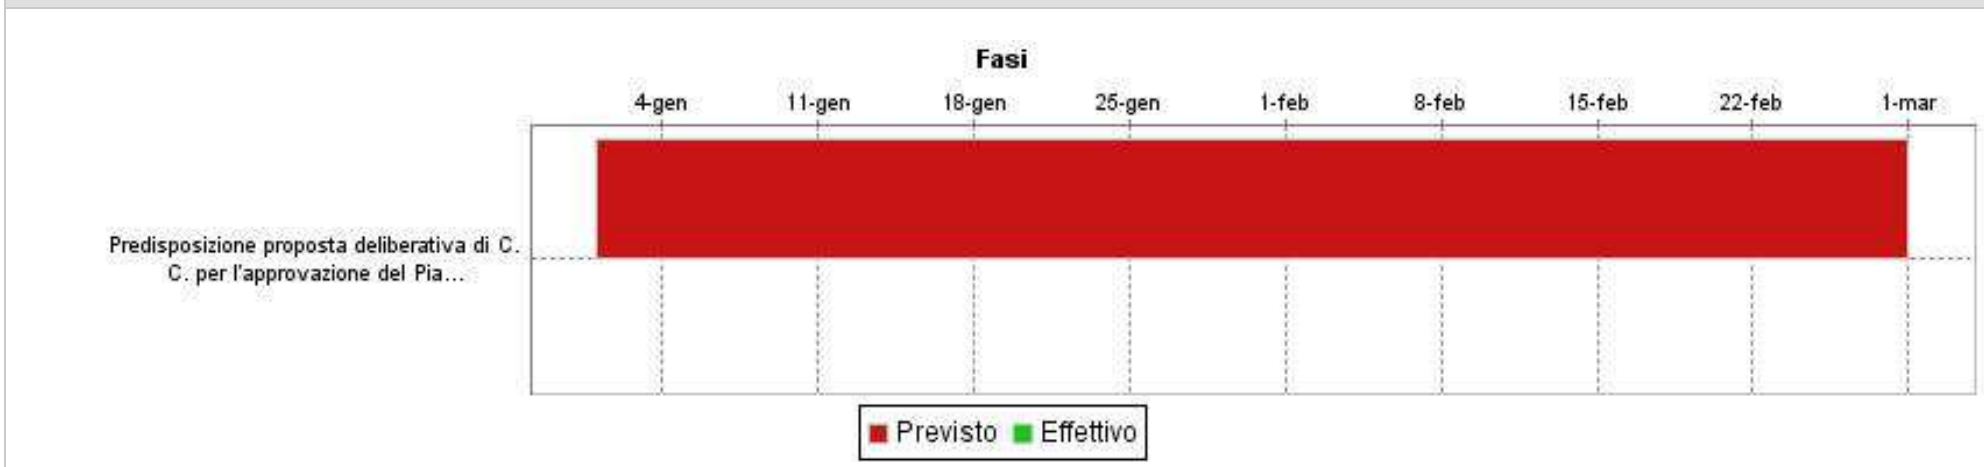 Fasi
4-gen 11-gen 18-gen 25-gen 1-feb 8-feb 15-feb 22-feb 1-mar
Predisposizione proposta deliberativa di C.
C. per l'approvazione del Pia...
Previsto Effettivo